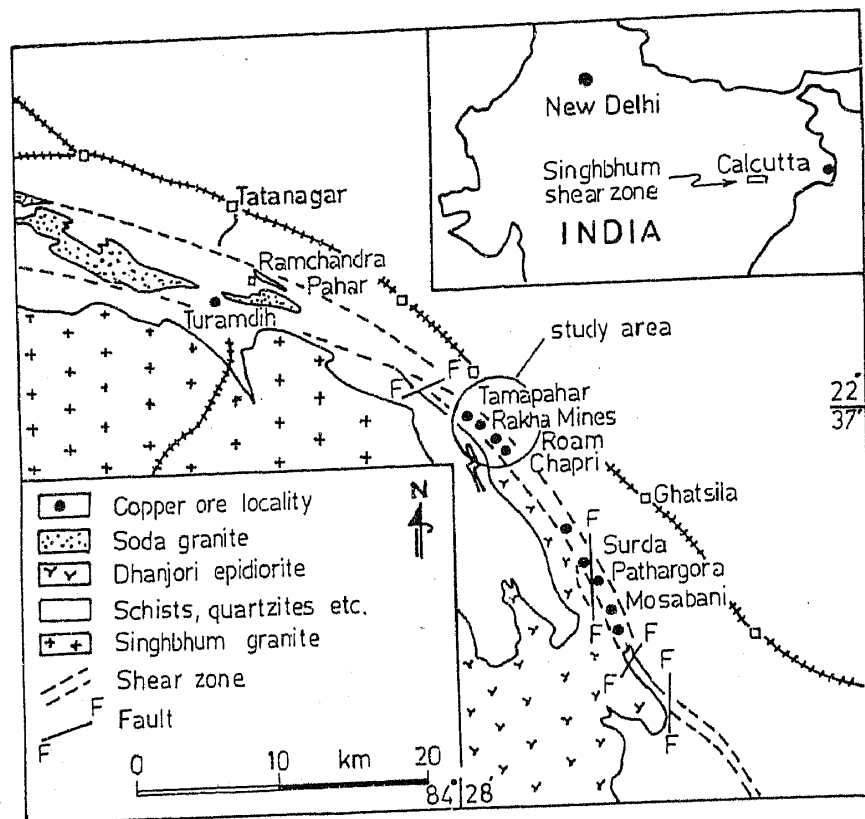 New Delhi
Singhbhum
shear zone
Calcutta
INDIA
Tatanagar
Ramchandra
Pahar
Turamdih
study area
F
F
Tamapahar
Rakha Mines
Roam
Chapri
22°
37'
Ghatsila
F
Surda
Pathargora
Mosabani
F
F
F
F
F
N
Copper ore locality
Soda granite
Dhanjori epidiorite
Schists, quartzites etc.
Singhbhum granite
Shear zone
F
Fault
F
0 10 km 20
84° 28'